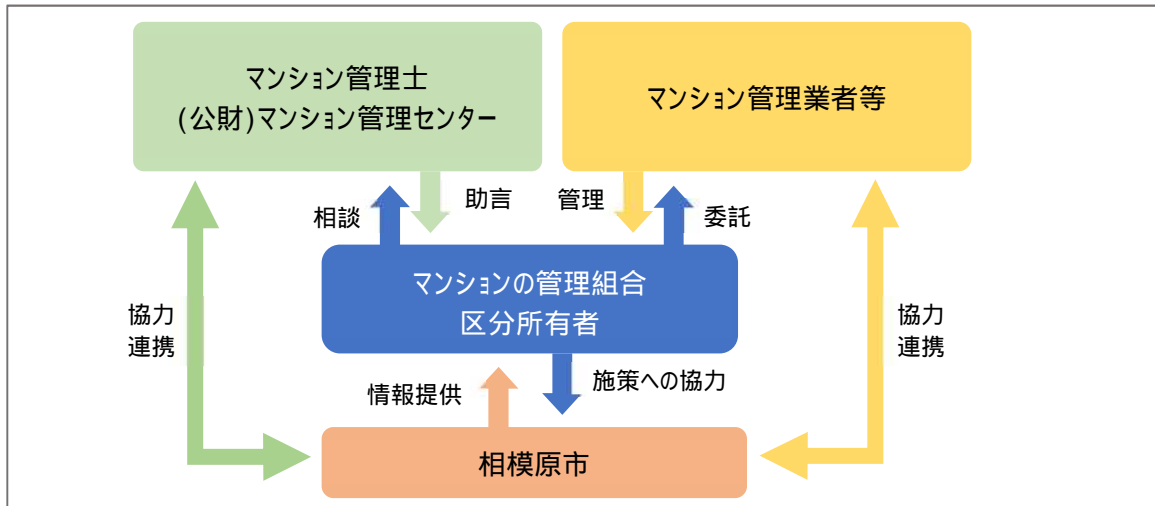 マンション管理士
(公財)マンション管理センター
マンション管理業者等
相談
助言
管理
委託
マンションの管理組合
区分所有者
協力
連携
協力
連携
情報提供
施策への協力
相模原市